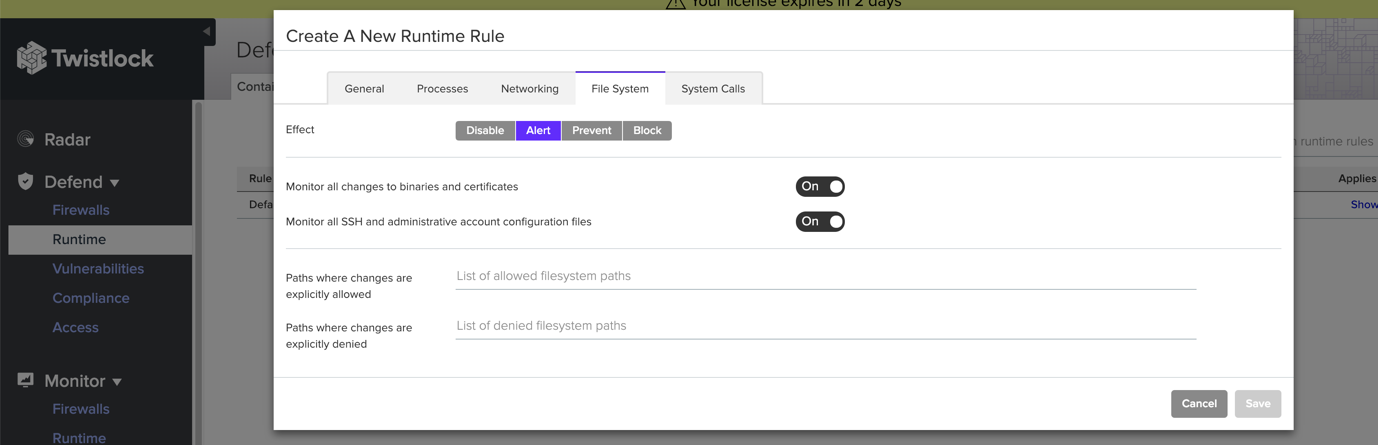 Your license expires in 2 days
Twistlock
Radar
Defend
Firewalls
Runtime
Vulnerabilities
Compliance
Access
Monitor
Firewalls
Runtime
Create A New Runtime Rule
General
Processes
Networking
File System
System Calls
Effect
Disable
Alert
Prevent
Block
Monitor all changes to binaries and certificates
On
Monitor all SSH and administrative account configuration files
On
Paths where changes are
explicitly allowed
List of allowed filesystem paths
Paths where changes are
explicitly denied
List of denied filesystem paths
Cancel
Save
Defe
Contai
Rule
Defa
runtime rules
Applies
Show